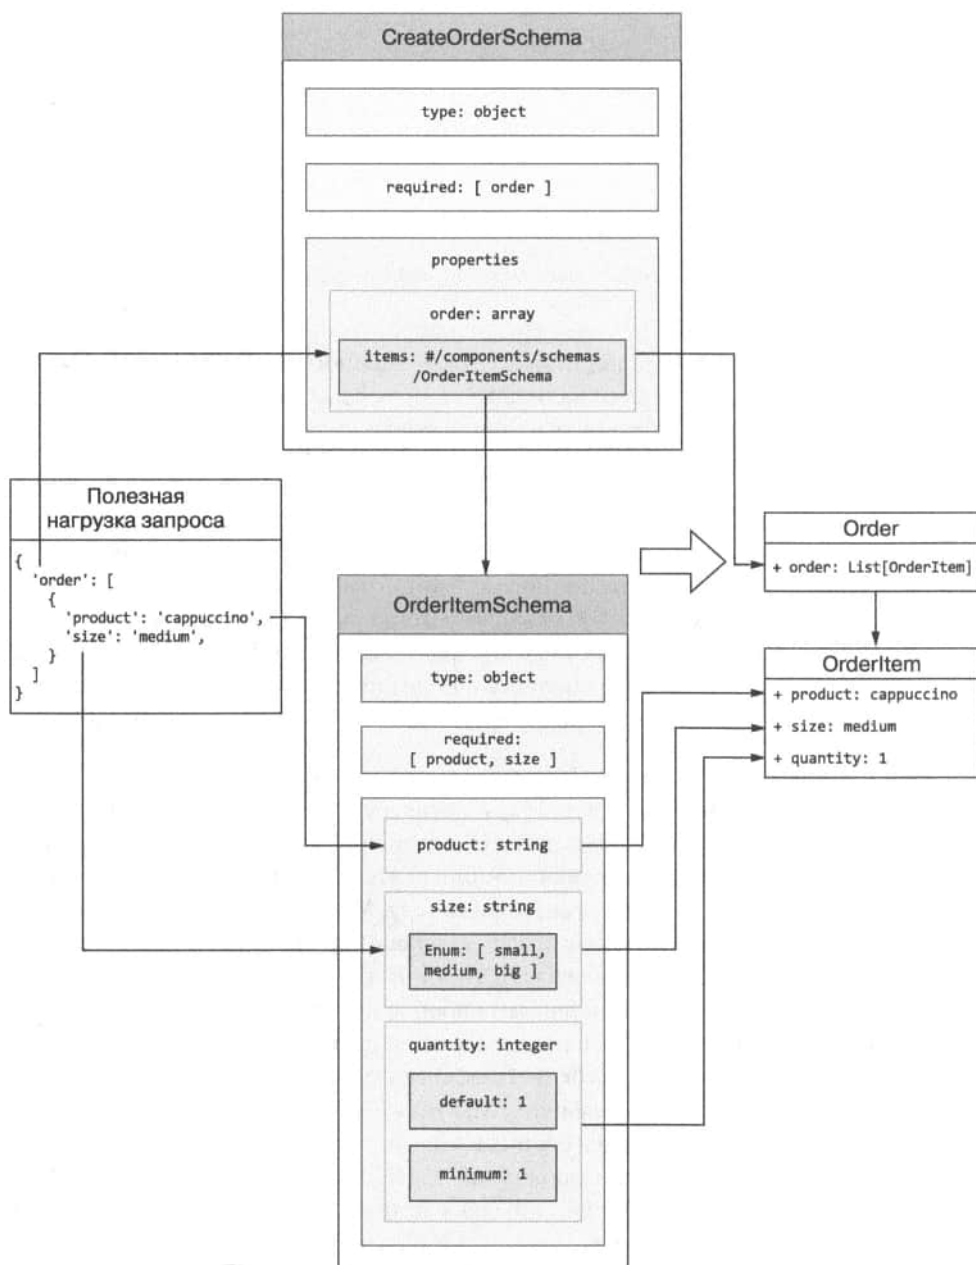 CreateOrderSchema
type: object
required: [ order ]
properties
order: array
items: #/components/schemas
/OrderItemSchema
Полезная
нагрузка запроса
{
'order': [
{
'product': 'cappuccino',
'size': 'medium',
}
]
}
OrderItemSchema
type: object
required:
[ product, size ]
product: string
size: string
Enum: [ small,
medium, big ]
quantity: integer
default: 1
minimum: 1
Order
+ order: List[OrderItem]
OrderItem
+ product: cappuccino
+ size: medium
+ quantity: 1